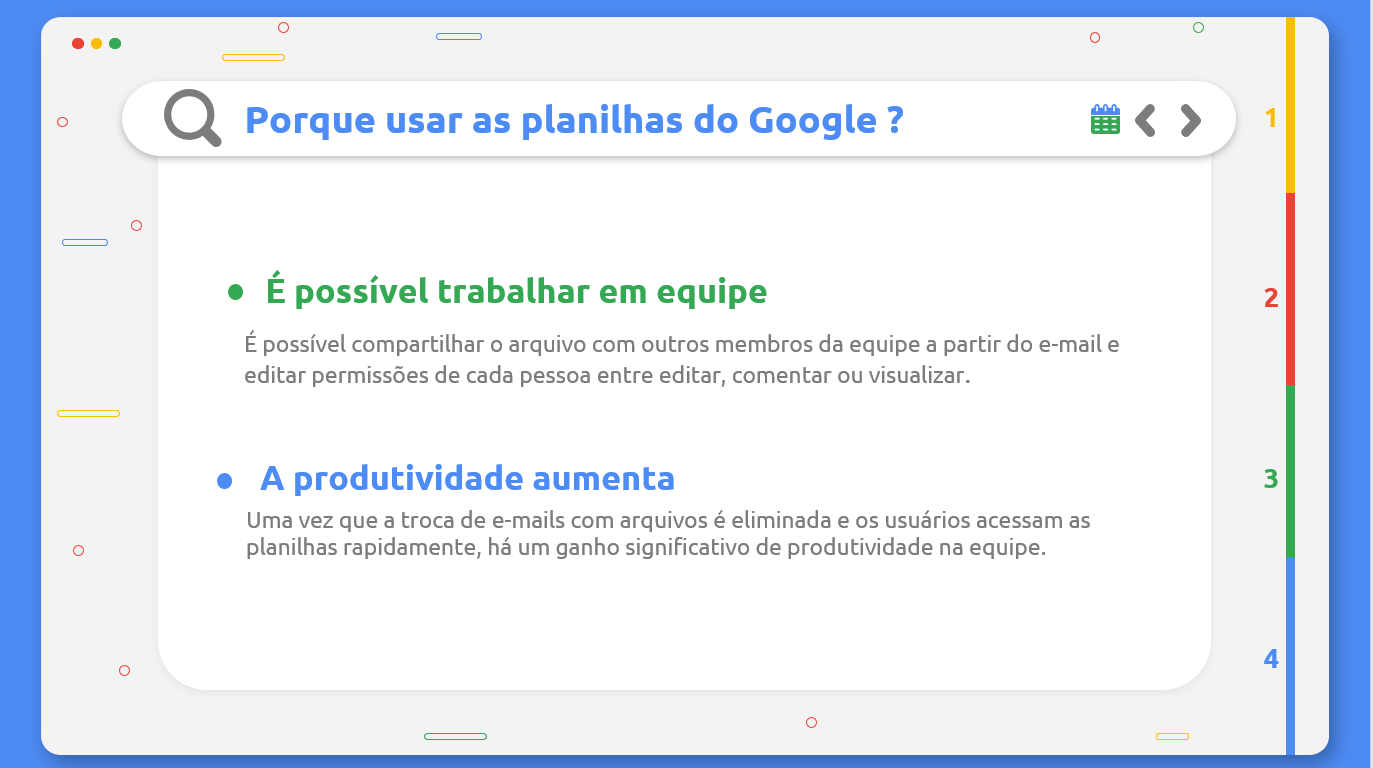 Porque usar as planilhas do Google ?
1
É possível trabalhar em equipe
2
É possível compartilhar o arquivo com outros membros da equipe a partir do e-mail e
editar permissões de cada pessoa entre editar, comentar ou visualizar.
A produtividade aumenta
3
Uma vez que a troca de e-mails com arquivos é eliminada e os usuários acessam as
planilhas rapidamente, há um ganho significativo de produtividade na equipe.
4